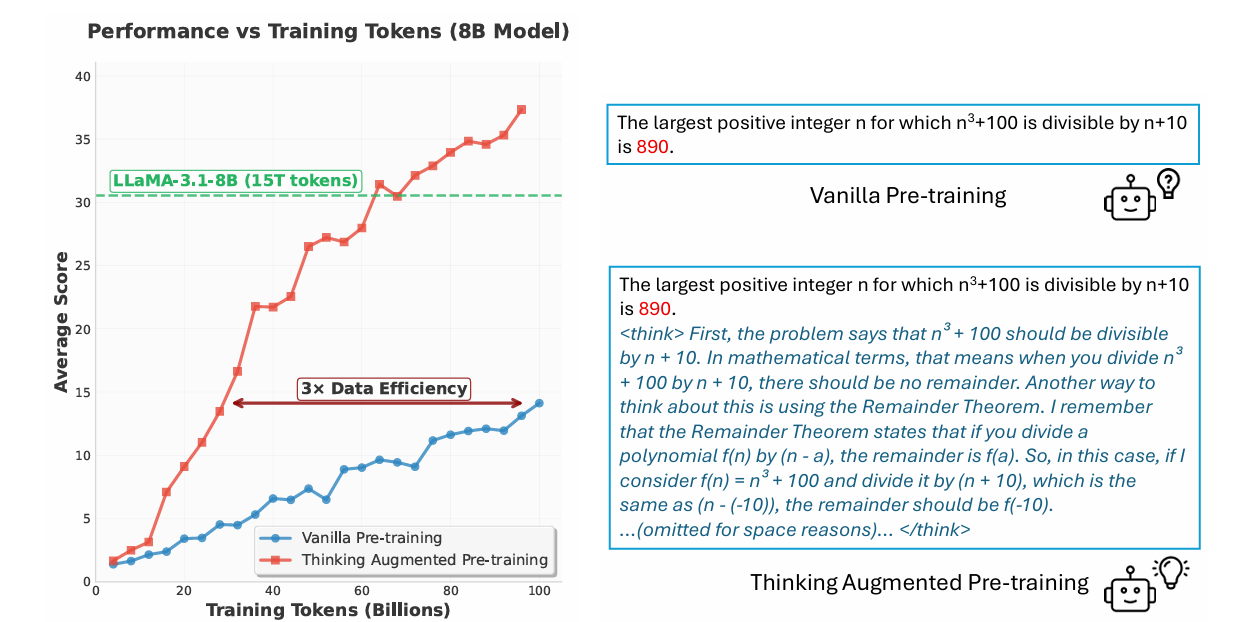 Performance vs Training Tokens (8B Model)
40
35
30
25
20
15
10
5
0
Average Score
LLaMA-3.1-8B (15T tokens)
3× Data Efficiency
Vanilla Pre-training
Thinking Augmented Pre-training
0
20
40
60
80
100
Training Tokens (Billions)
The largest positive integer n for which n³+100 is divisible by n+10
is 890.
Vanilla Pre-training
?
The largest positive integer n for which n³+100 is divisible by n+10
is 890.
<think> First, the problem says that n³ + 100 should be divisible
by n + 10. In mathematical terms, that means when you divide n³
+ 100 by n + 10, there should be no remainder. Another way to
think about this is using the Remainder Theorem. I remember
that the Remainder Theorem states that if you divide a
polynomial f(n) by (n - a), the remainder is f(a). So, in this case, if I
consider f(n) = n³ + 100 and divide it by (n + 10), which is the
same as (n - (-10)), the remainder should be f(-10).
...(omitted for space reasons)... </think>
Thinking Augmented Pre-training